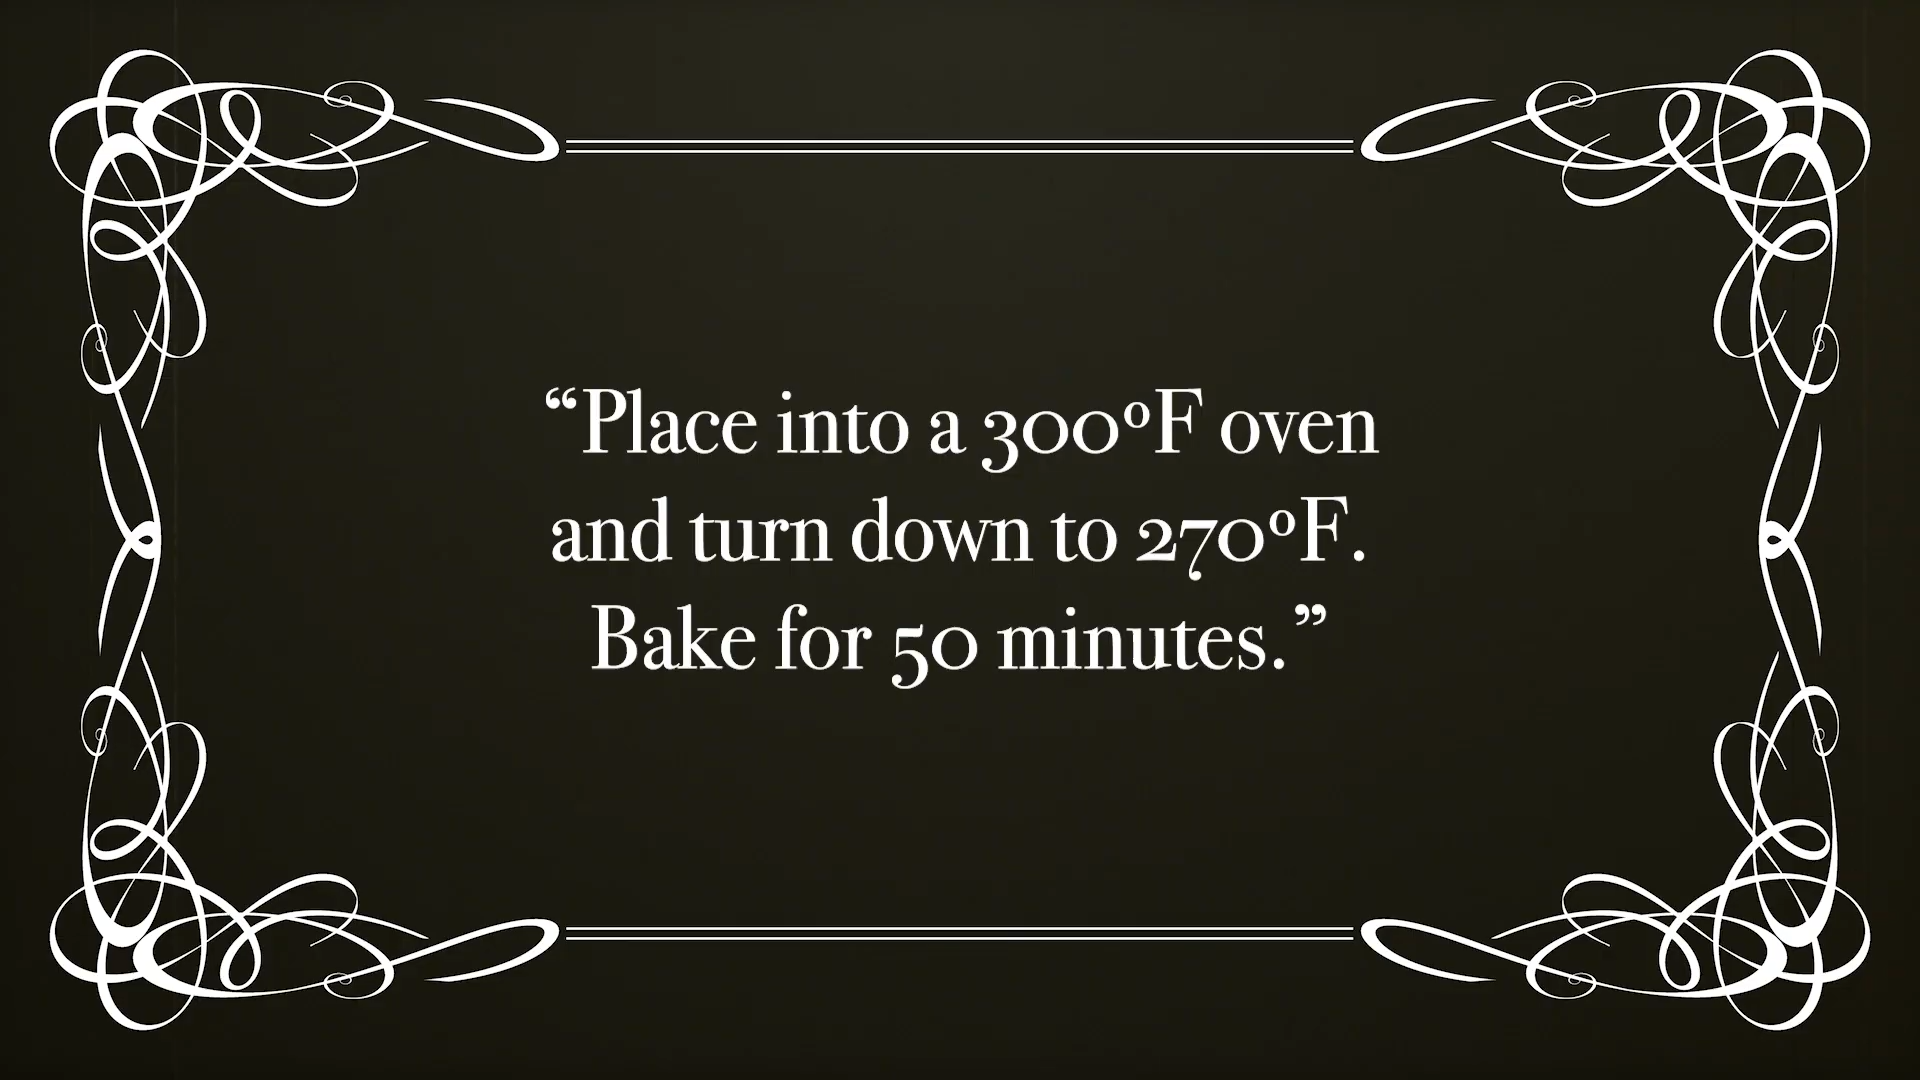 “Place into a 300ºF oven
and turn down to 270ºF.
Bake for 50 minutes.”